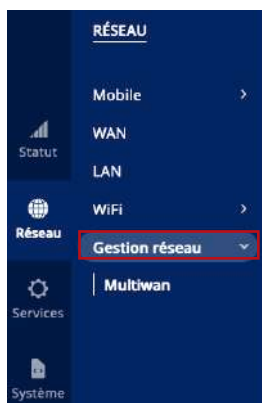 RÉSEAU
Mobile
WAN
LAN
WiFi
Gestion réseau
Multiwan
Statut
Réseau
Services
Système